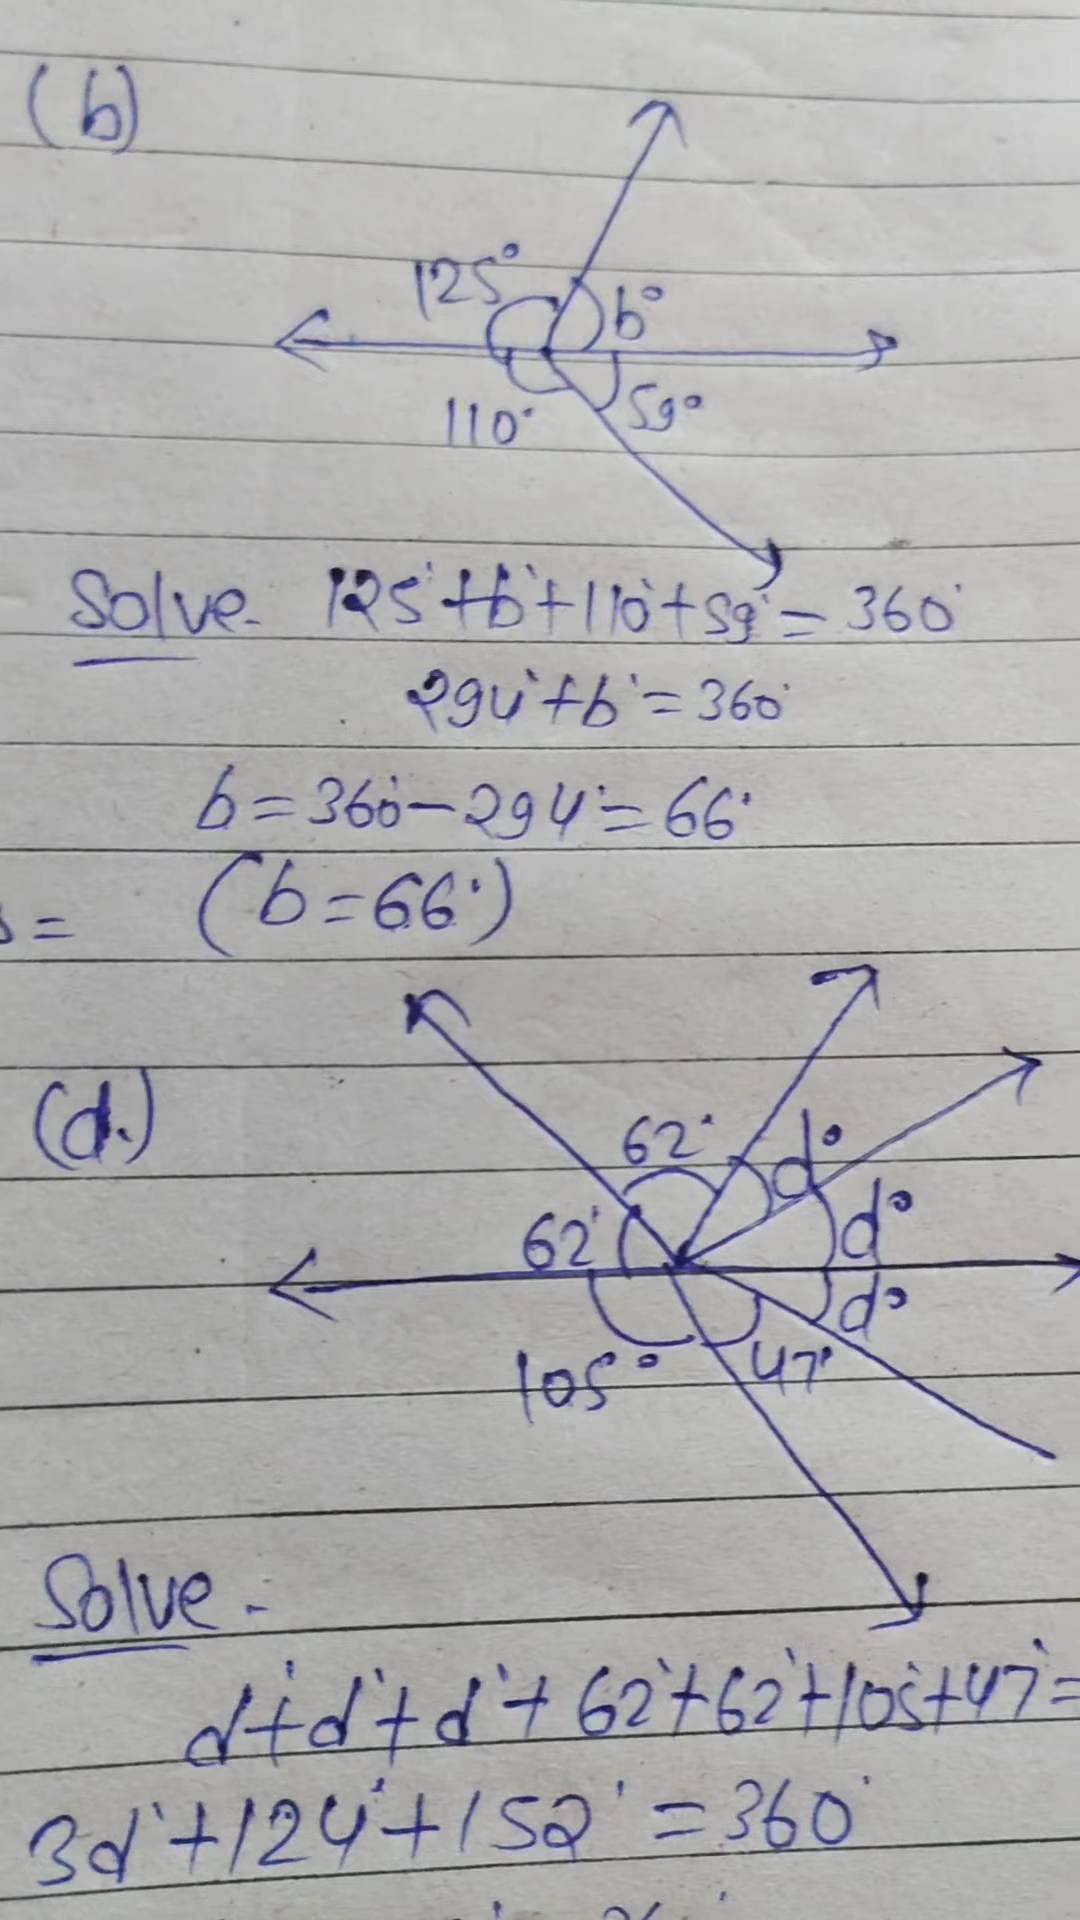 (b)
125° b°
110° 59°
Solve. 125°+b°+110°+59°=360°
294°+b°=360°
b=360°-294°=66°
(b=66°)
(d.)
62° d°
62° d°
d°
105° 47°
Solve.-
d°+d°+d°+62°+62°+105°+47°=
3d°+124°+152°=360°